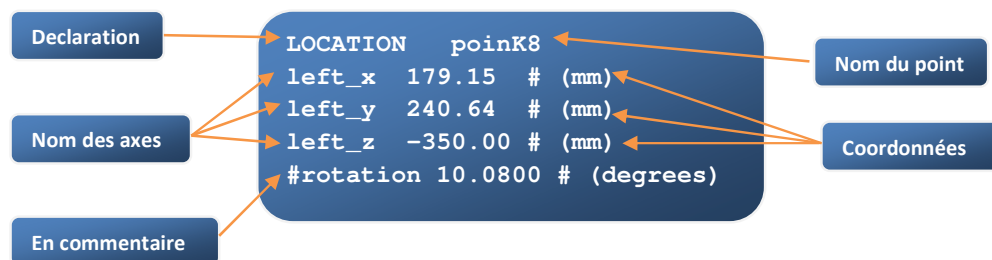 Declaration
Nom des axes
En commentaire
LOCATION poinK8
left_x 179.15 # (mm)
left_y 240.64 # (mm)
left_z -350.00 # (mm)
#rotation 10.0800 # (degrees)
Nom du point
Coordonnées